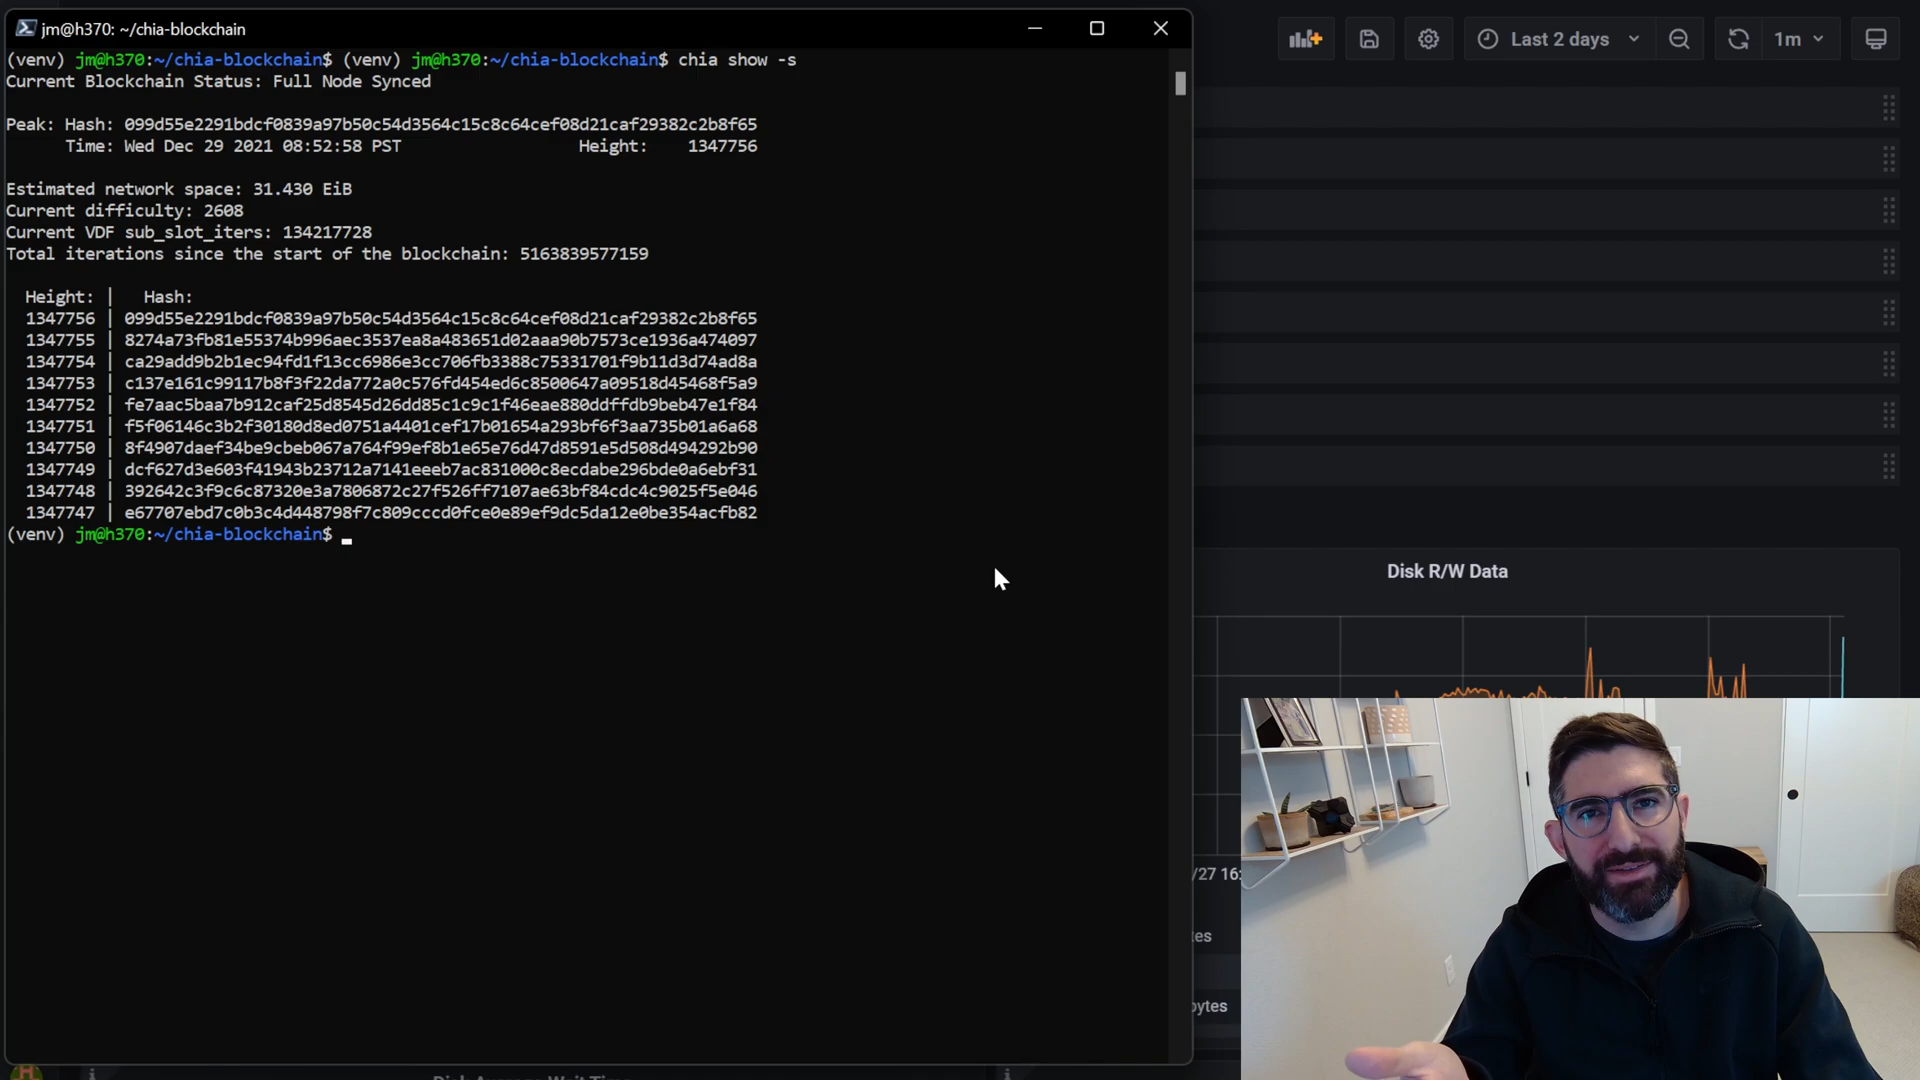 jm@h370: ~/chia-blockchain
(venv) jm@h370:~/chia-blockchain$ (venv) jm@h370:~/chia-blockchain$ chia show -s
Current Blockchain Status: Full Node Synced
Peak: Hash: 099d55e2291bdcf0839a97b50c54d3564c15c8c64cef08d21caf29382c2b8f65
Time: Wed Dec 29 2021 08:52:58 PST Height: 1347756
Estimated network space: 31.430 EiB
Current difficulty: 2608
Current VDF sub_slot_iters: 134217728
Total iterations since the start of the blockchain: 5163839577159
Height: | Hash:
1347756 | 099d55e2291bdcf0839a97b50c54d3564c15c8c64cef08d21caf29382c2b8f65
1347755 | 8274a73fb81e55374b996aec3537ea8a483651d02aaa90b7573ce1936a474097
1347754 | ca29add9b2b1ec94fd1f13cc6986e3cc706fb3388c75331701f9b11d3d74ad8a
1347753 | c137e161c99117b8f3f22da772a0c576fd454ed6c8500647a09518d45468f5a9
1347752 | fe7aac5baa7b912caf25d8545d26dd85c1c9c1f46eae880ddffdb9beb47e1f84
1347751 | f5f06146c3b2f30180d8ed0751a4401cef17b01654a293bf6f3aa735b01a6a68
1347750 | 8f4907daef34be9cbeb067a764f99ef8b1e65e76d47d8591e5d508d494292b90
1347749 | dcf627d3e603f41943b23712a7141eeeb7ac831000c8ecdabe296bde0a6ebf31
1347748 | 392642c3f9c6c87320e3a7806872c27f526ff7107ae63bf84cdc4c9025f5e046
1347747 | e67707ebd7c0b3c4d448798f7c809cccd0fce0e89ef9dc5da12e0be354acfb82
(venv) jm@h370:~/chia-blockchain$
Last 2 days
1m
Disk R/W Data
/27 16:
tes
bytes